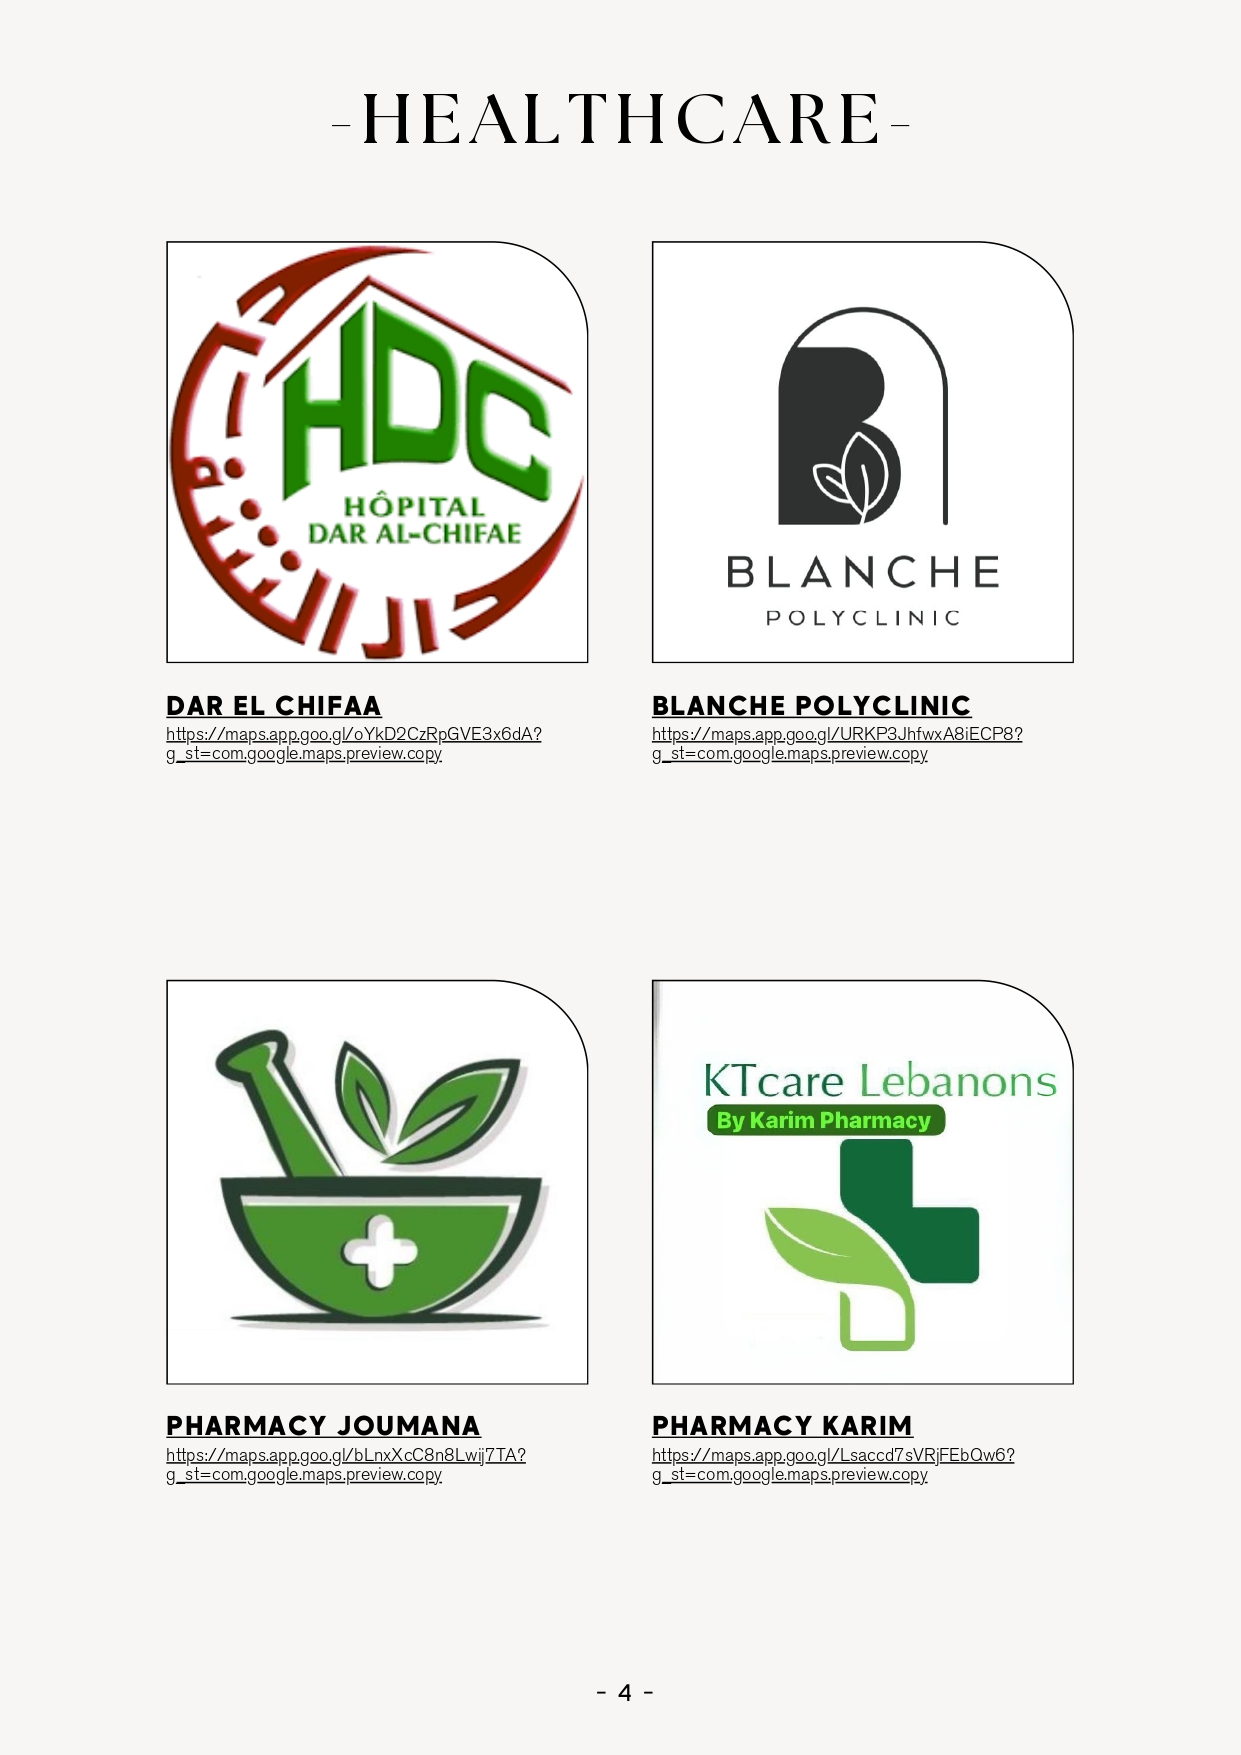 -HEALTHCARE-
HDC
HÔPITAL
DAR AL-CHIFAE
دار الشفاء
DAR EL CHIFAA
https://maps.app.goo.gl/oYkD2CzRpGVE3x6dA?
g_st=com.google.maps.preview.copy
B
BLANCHE
POLYCLINIC
BLANCHE POLYCLINIC
https://maps.app.goo.gl/URKP3JhfwxA8iECP8?
g_st=com.google.maps.preview.copy
PHARMACY JOUMANA
https://maps.app.goo.gl/bLnxXcC8n8Lwij7TA?
g_st=com.google.maps.preview.copy
KTcare Lebanons
By Karim Pharmacy
PHARMACY KARIM
https://maps.app.goo.gl/Lsaccd7sVRjFEbQw6?
g_st=com.google.maps.preview.copy
- 4 -